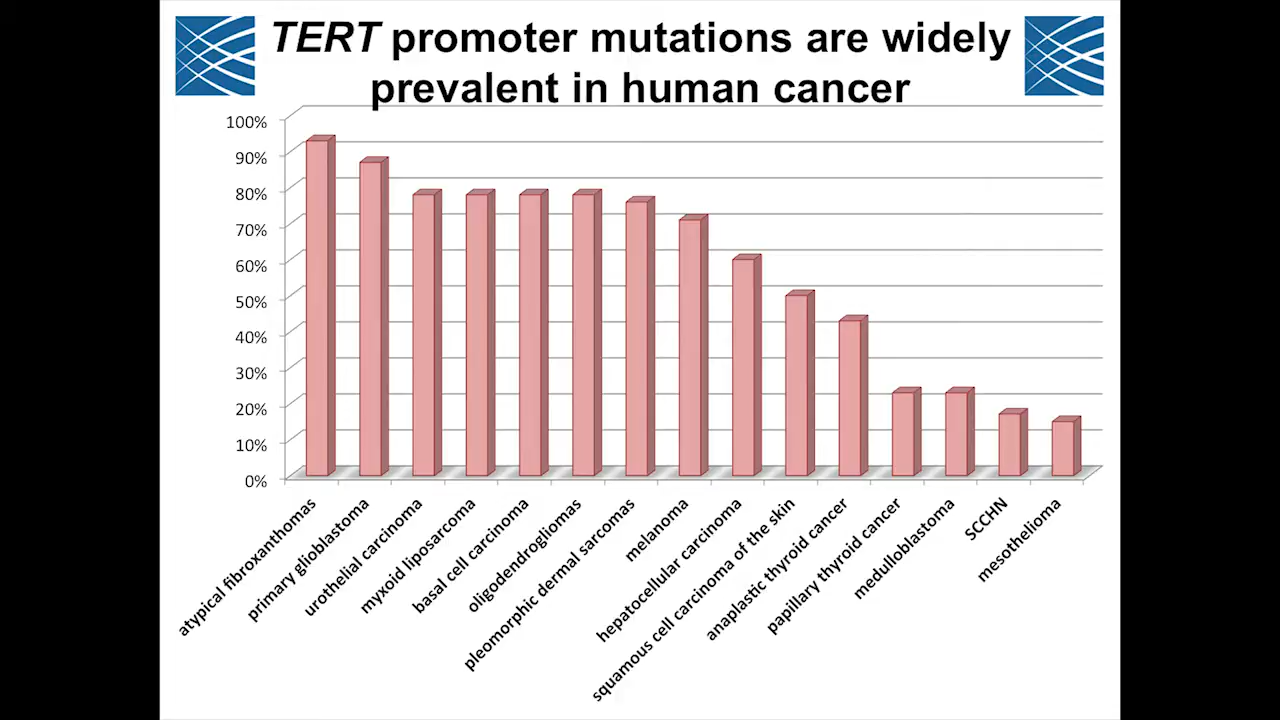 TERT promoter mutations are widely
prevalent in human cancer
100%
90%
80%
70%
60%
50%
40%
30%
20%
10%
0%
atypical fibroxanthomas
primary glioblastoma
urothelial carcinoma
myxoid liposarcoma
basal cell carcinoma
oligodendrogliomas
pleomorphic dermal sarcomas
melanoma
hepatocellular carcinoma
squamous cell carcinoma of the skin
anaplastic thyroid cancer
papillary thyroid cancer
medulloblastoma
SCCHN
mesothelioma